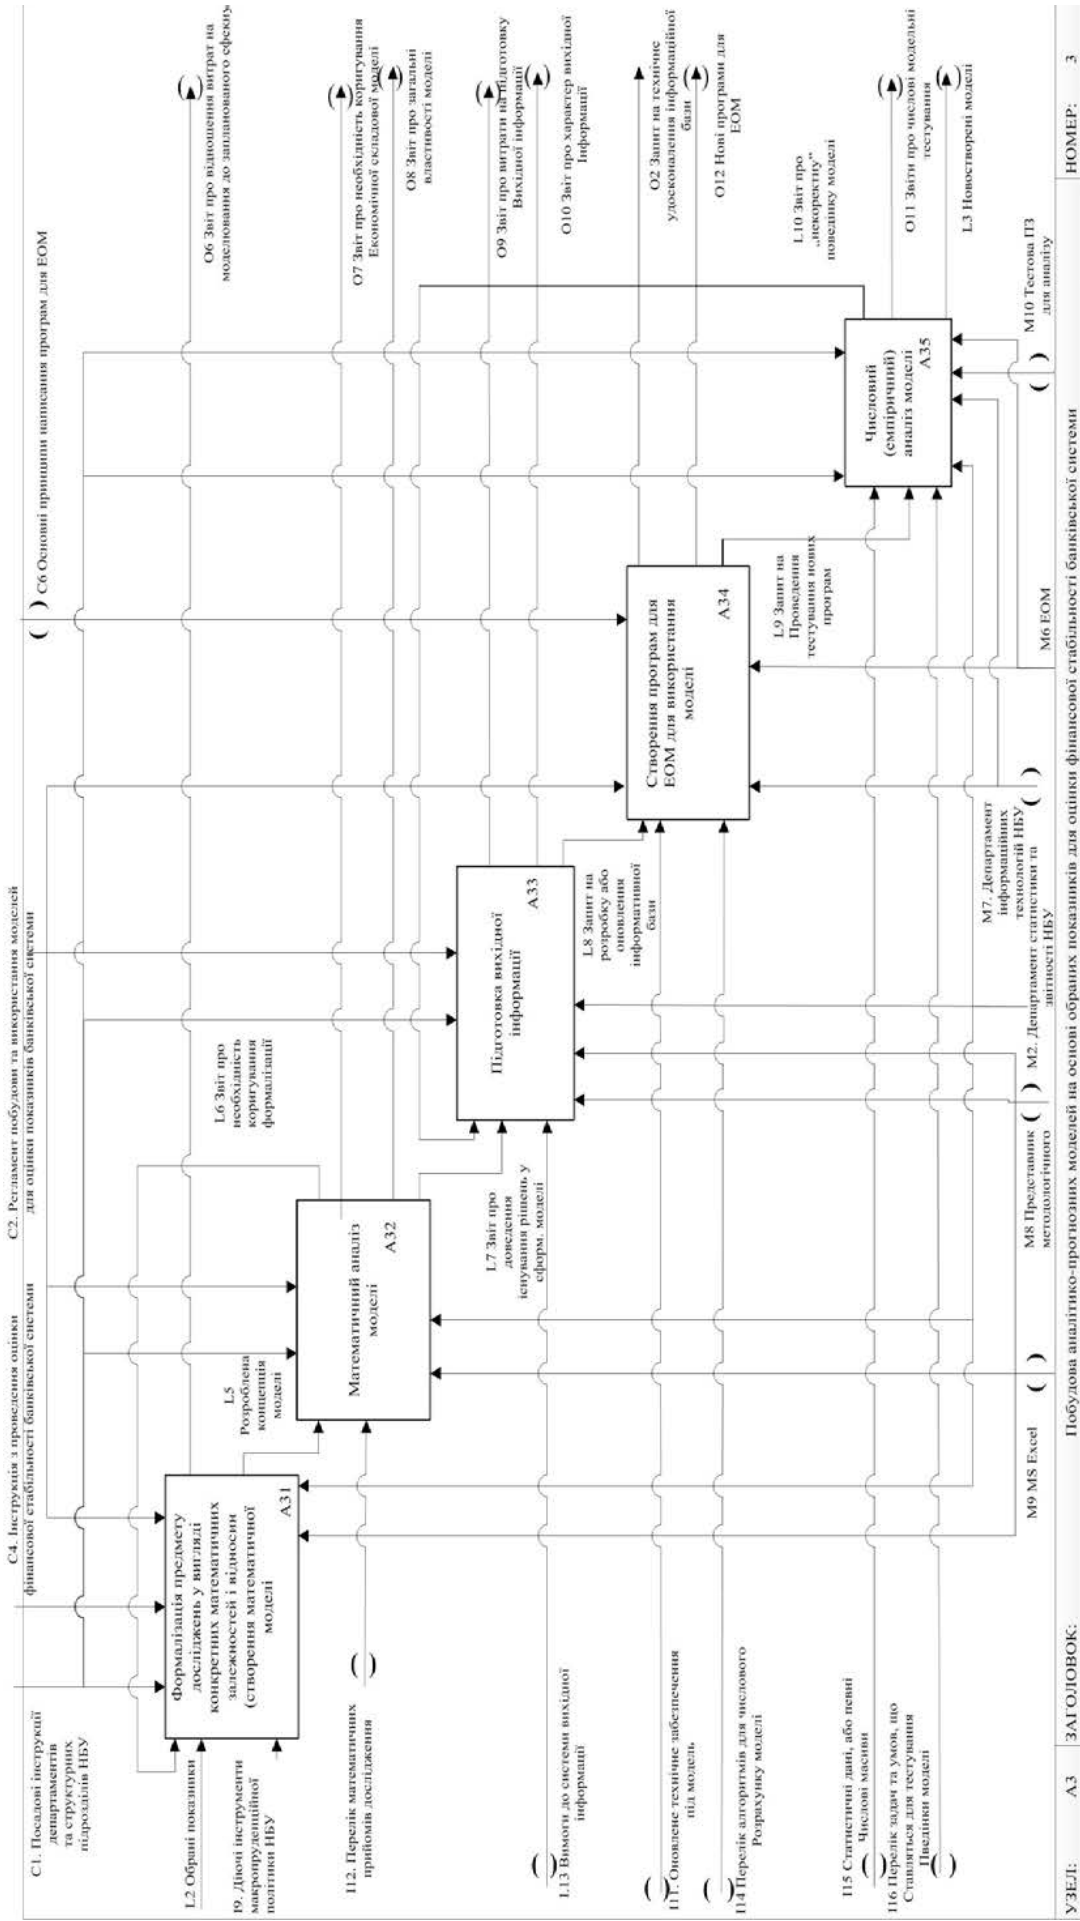 С1. Посадові інструкції
департаментів
та структурних
підрозділів НБУ
С4. Інструкція з проведення оцінки
фінансової стабільності банківської системи
С2. Регламент побудови та використання моделей
для оцінки показників банківської системи
( ) С6 Основні принципи написання програм для ЕОМ
L2 Обрані показники
І9. Діючі інструменти
макропруденційної
політики НБУ
Формалізація предмету
досліджень у вигляді
конкретних математичних
залежностей і відносин
(створення математичної
моделі
А31
L5
Розроблена
концепція
моделі
L6 Звіт про
необхідність
коригування
формалізації
О6 Звіт про відношення витрат на
моделювання до запланованого ефекну
І12. Перелік математичних
прийомів дослідження
Математичний аналіз
моделі
А32
О7 Звіт про необхідність коригування
Економічної складової моделі
О8 Звіт про загальні
властивості моделі
L7 Звіт про
доведення
існування рішень у
сформ. моделі
L13 Вимоги до системи вихідної
інформації
Підготовка вихідної
інформації
А33
О9 Звіт про витрати на підготовку
Вихідної інформації
О10 Звіт про характер вихідної
Інформації
L8 Запит на
розробку або
оновлення
інформативної
бази
І11. Оновлене технічне забезпечення
під модель
І14 Перелік алгоритмів для числового
Розрахунку моделі
Створення програм для
ЕОМ для використання
моделі
А34
О2 Запит на технічне
удосконалення інформаційної
бази
О12 Нові програми для
ЕОМ
L9 Запит на
Проведення
тестування нових
програм
L10 Звіт про
„некоректну”
поведінку моделі
І15 Статистичні дані, або певні
Числові масиви
І16 Перелік задач та умов, що
Ставляться для тестування
Пведінки моделі
Числовий
(емпіричний)
аналіз моделі
А35
О11 Звіти про числові модельні
тестування
L3 Новостворені моделі
М9 MS Excel
М8 Представник
методологічного
М2. Департамент статистики та
звітності НБУ
М7. Департамент
інформаційних
технологій НБУ
М6 ЕОМ
М10 Тестова ПЗ
для аналізу
УЗЕЛ: А3
ЗАГОЛОВОК: Побудова аналітико-прогнозних моделей на основі обраних показників для оцінки фінансової стабільності банківської системи
НОМЕР: 3